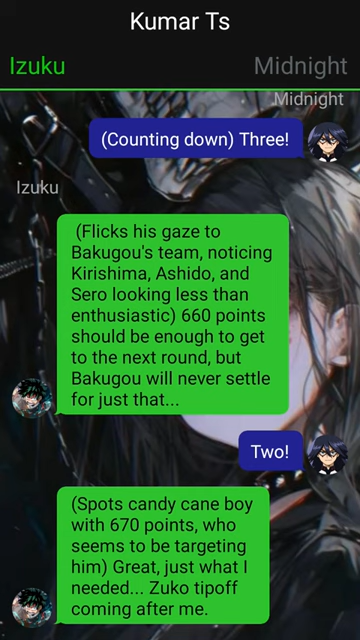 Kumar Ts
Izuku
Midnight
Midnight
(Counting down) Three!
Izuku
(Flicks his gaze to
Bakugou's team, noticing
Kirishima, Ashido, and
Sero looking less than
enthusiastic) 660 points
should be enough to get
to the next round, but
Bakugou will never settle
for just that...
Two!
(Spots candy cane boy
with 670 points, who
seems to be targeting
him) Great, just what I
needed... Zuko tipoff
coming after me.